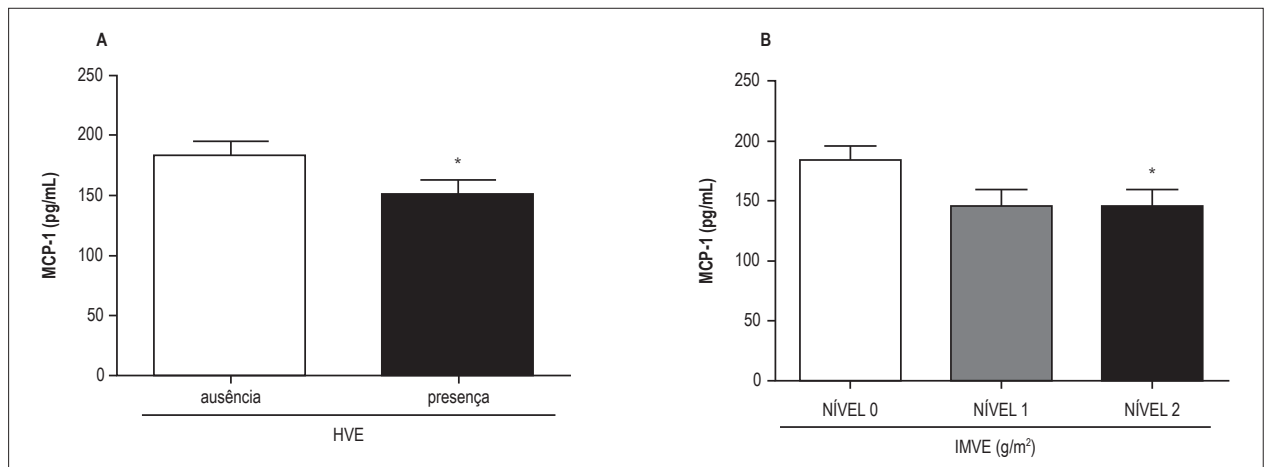 A
MCP-1 (pg/mL)
250
200
150
100
50
0
*
ausência presença
HVE
B
MCP-1 (pg/mL)
250
200
150
100
50
0
*
NÍVEL 0 NÍVEL 1 NÍVEL 2
IMVE (g/m²)